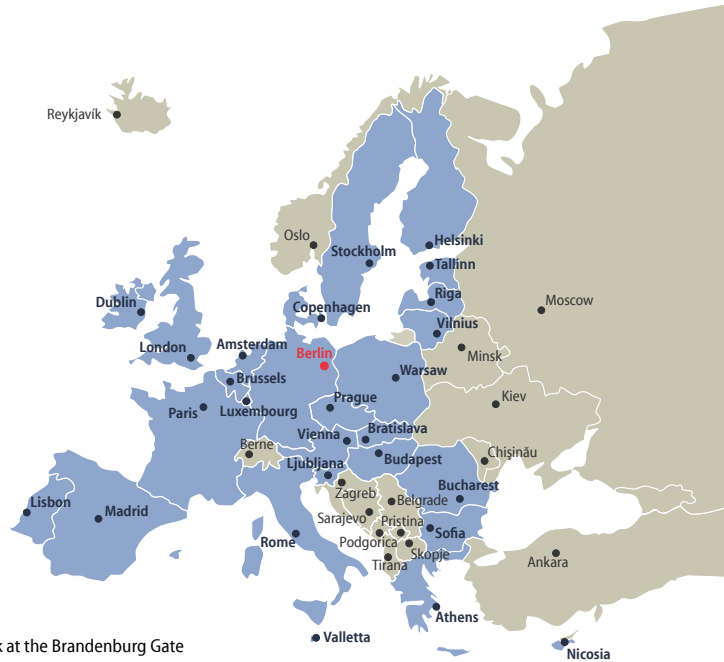 Reykjavík
Oslo
Helsinki
Stockholm
Tallinn
Riga
Moscow
Dublin
Copenhagen
Vilnius
London
Amsterdam
Berlin
Minsk
Brussels
Warsaw
Paris
Luxembourg
Prague
Kiev
Berne
Vienna
Bratislava
Chişinău
Ljubljana
Budapest
Zagreb
Belgrade
Bucharest
Lisbon
Madrid
Sarajevo
Pristina
Sofia
Rome
Podgorica
Skopje
Tirana
Ankara
Athens
Valletta
Nicosia
at the Brandenburg Gate